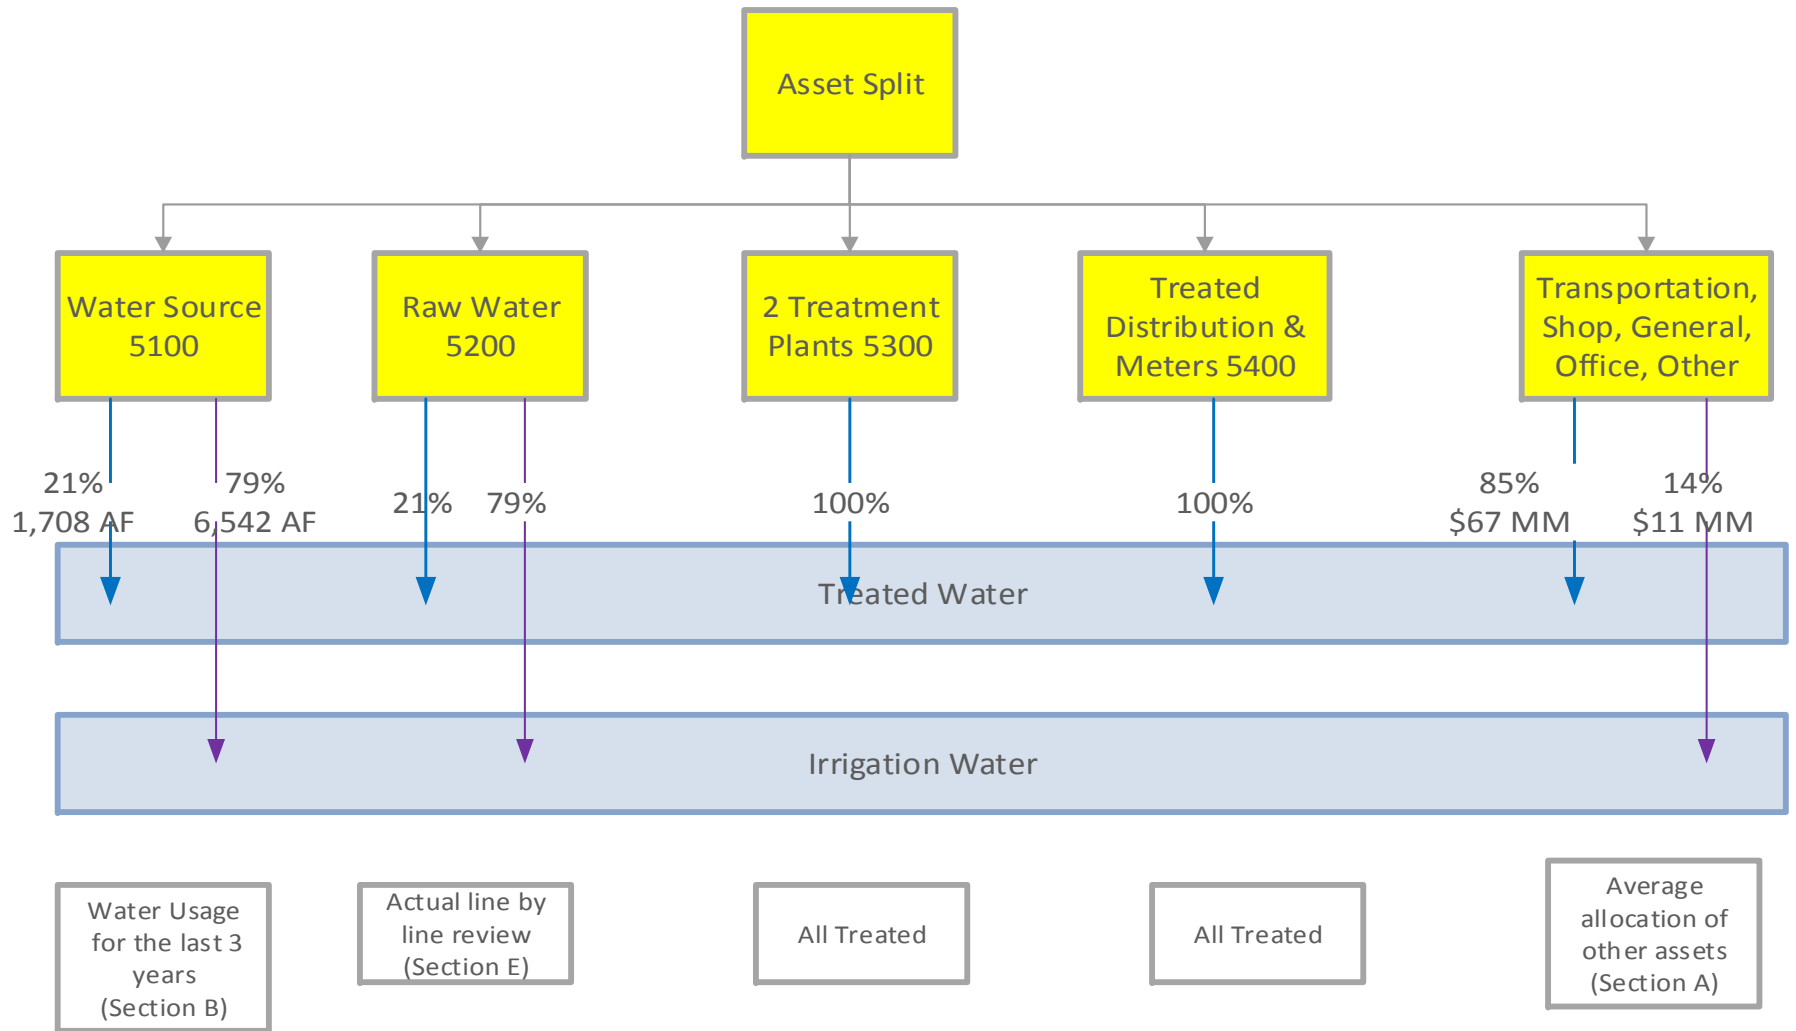 Asset Split
Water Source
5100
Raw Water
5200
2 Treatment
Plants 5300
Treated
Distribution &
Meters 5400
Transportation,
Shop, General,
Office, Other
21%
1,708 AF
79%
6,542 AF
21%
79%
100%
100%
85%
$67 MM
14%
$11 MM
Treated Water
Irrigation Water
Water Usage
for the last 3
years
(Section B)
Actual line by
line review
(Section E)
All Treated
All Treated
Average
allocation of
other assets
(Section A)